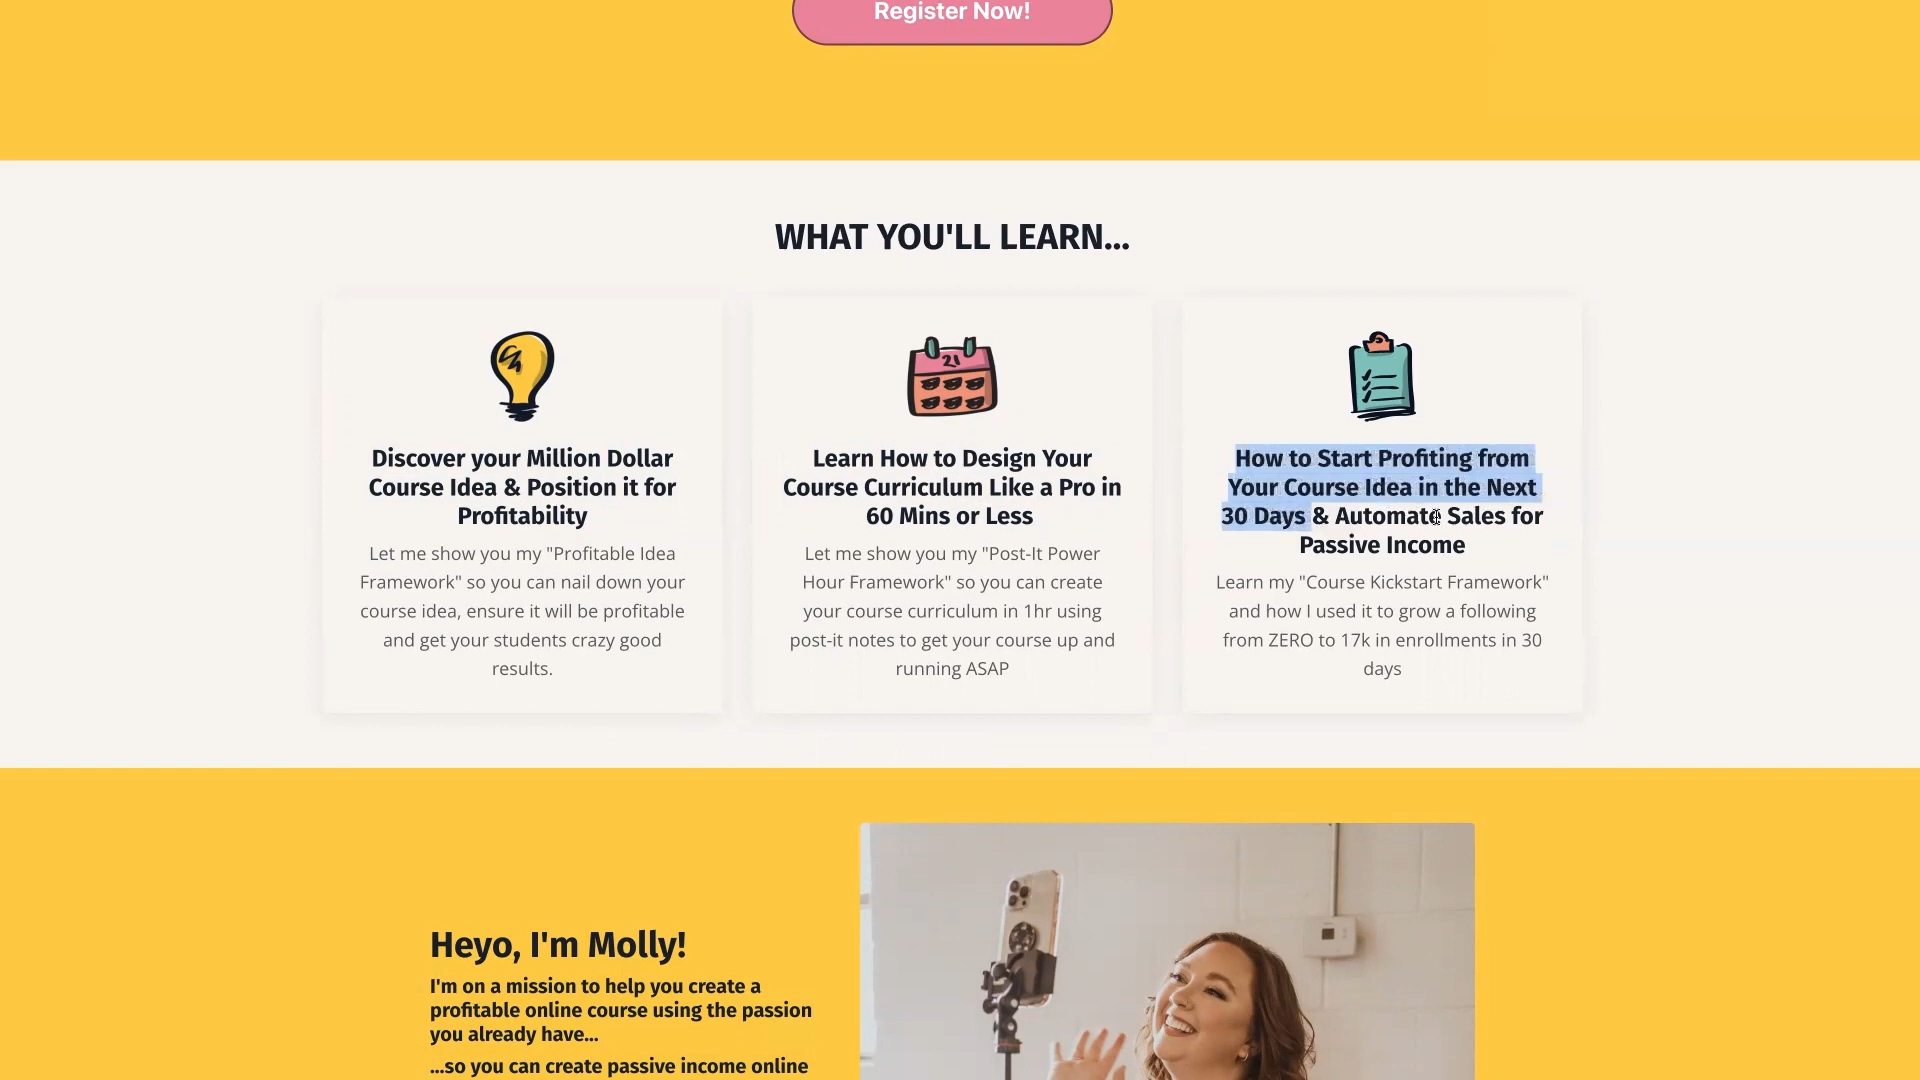 Register Now!
WHAT YOU'LL LEARN...
21
Discover your Million Dollar
Course Idea & Position it for
Profitability
Let me show you my "Profitable Idea
Framework" so you can nail down your
course idea, ensure it will be profitable
and get your students crazy good
results.
Learn How to Design Your
Course Curriculum Like a Pro in
60 Mins or Less
Let me show you my "Post-It Power
Hour Framework" so you can create
your course curriculum in 1hr using
post-it notes to get your course up and
running ASAP
How to Start Profiting from
Your Course Idea in the Next
30 Days & Automate Sales for
Passive Income
Learn my "Course Kickstart Framework"
and how I used it to grow a following
from ZERO to 17k in enrollments in 30
days
Heyo, I'm Molly!
I'm on a mission to help you create a
profitable online course using the passion
you already have...
...so you can create passive income online